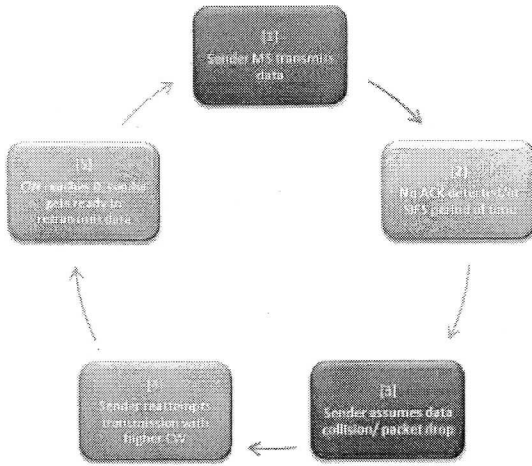 [1]
Sender MS transmits
data
[2]
No ACK detected for
SIFS period of time
[3]
Sender assumes data
collision/ packet drop
Sender reattempts
transmission with
higher CW
[5]
CW reaches 0, sender
gets ready to
retransmit data